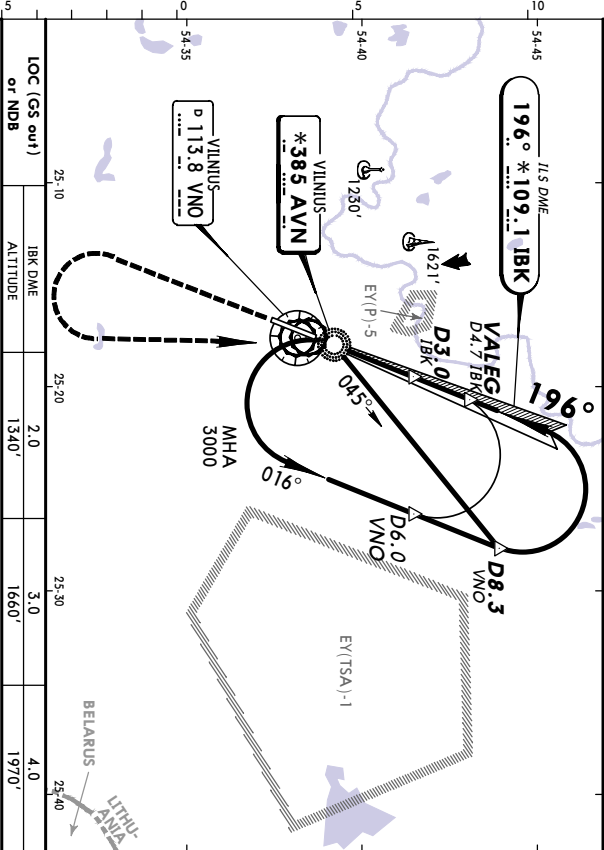 5
0
5
10
54-35
54-40
54-45
LOC (GS out)
or NDB
IBK DME
ALTITUDE
2.0
1340'
3.0
1660'
4.0
1970'
25-10
25-20
25-30
25-40
ILS DME
196° *109.1 IBK
VILNIUS
*385 AVN
VILNIUS
D 113.8 VNO
1230'
1621'
EY(P)-5
D3.0
IBK
VALEG
D4.7 IBK
196°
045°
MHA
3000
016°
D6.0
VNO
D8.3
VNO
EY(TSA)-1
BELARUS
LITHU-
ANIA